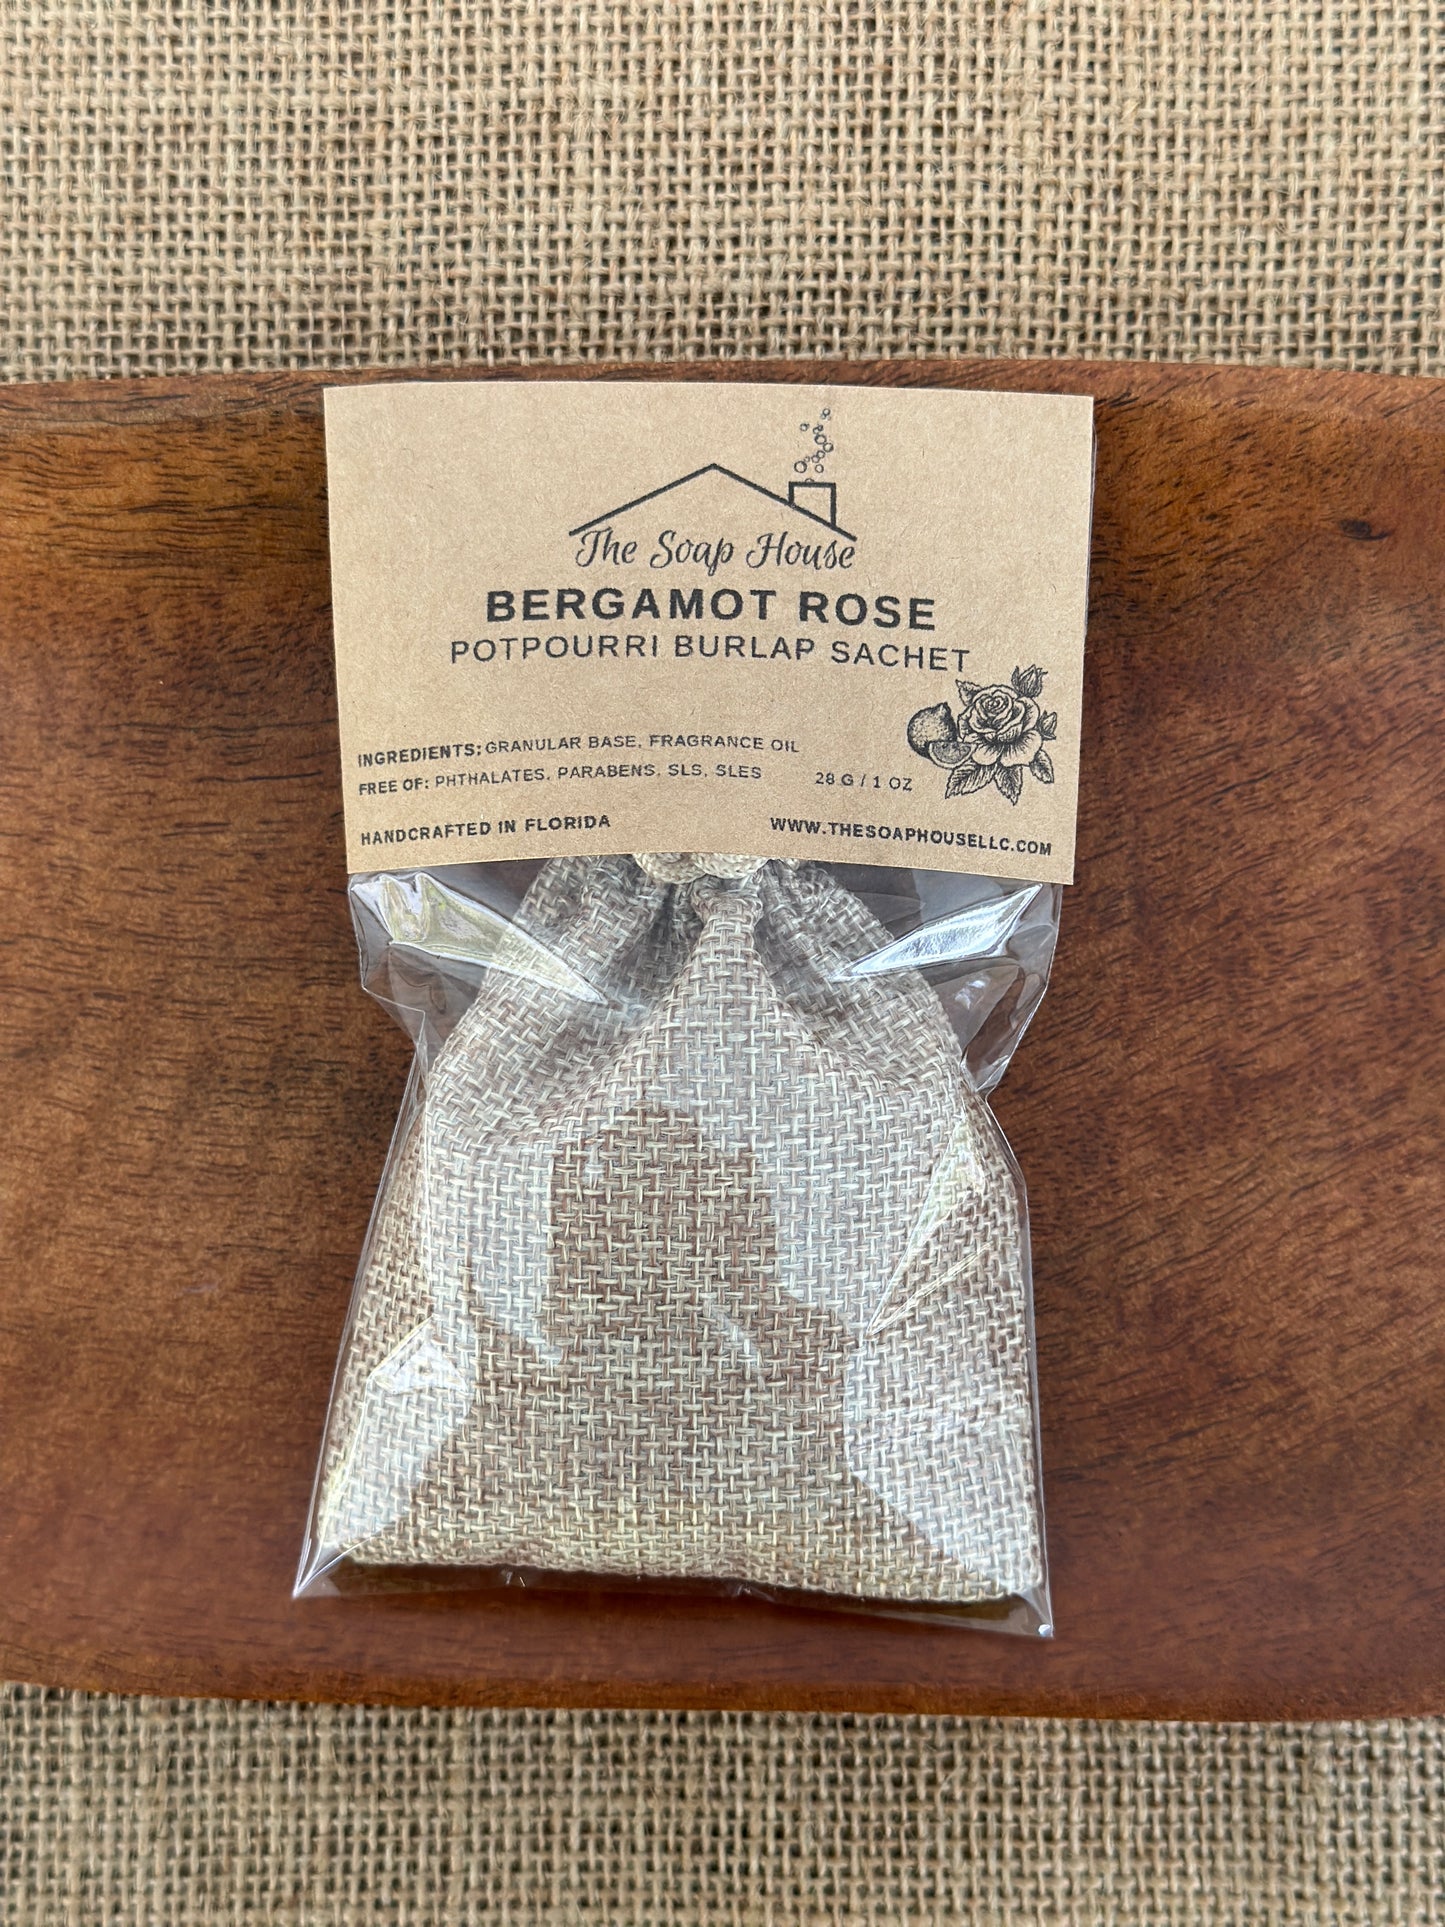 The Soap House
BERGAMOT ROSE
POTPOURRI BURLAP SACHET
INGREDIENTS: GRANULAR BASE, FRAGRANCE OIL
FREE OF: PHTHALATES, PARABENS, SLS, SLES
28 G / 1 OZ
HANDCRAFTED IN FLORIDA
WWW.THESOAPHOUSELLC.COM